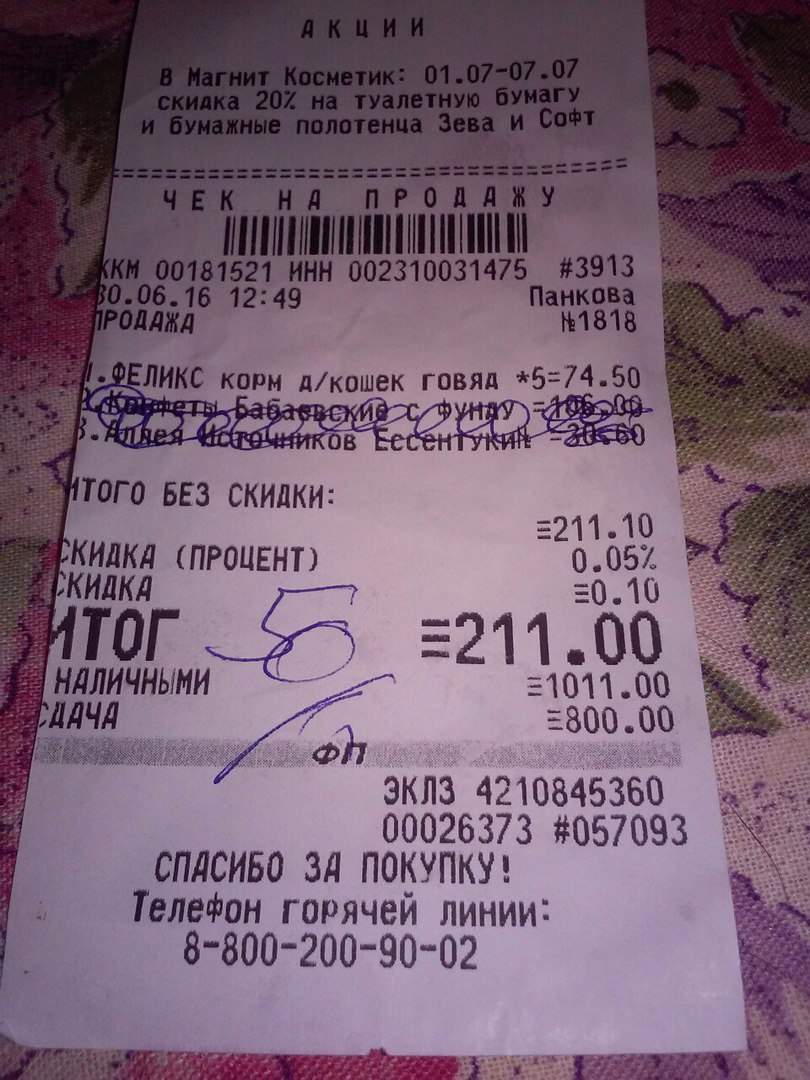 АКЦИИ
В Магнит Косметик: 01.07-07.07
скидка 20% на туалетную бумагу
и бумажные полотенца Зева и Софт
================================
ЧЕК НА ПРОДАЖУ
ККМ 00181521 ИНН 002310031475 #3913
30.06.16 12:49 Панкова
ПРОДАЖА №1818
1.ФЕЛИКС корм д/кошек говяд *5=74.50
Конфеты Бабаевские с фунду =106.00
3.Аллея Источников Ессентуки№ =30.60
ИТОГО БЕЗ СКИДКИ:
≡211.10
СКИДКА (ПРОЦЕНТ) 0.05%
СКИДКА ≡0.10
ИТОГ ≡211.00
5
НАЛИЧНЫМИ ≡1011.00
СДАЧА ≡800.00
ФП
ЭКЛЗ 4210845360
00026373 #057093
СПАСИБО ЗА ПОКУПКУ!
Телефон горячей линии:
8-800-200-90-02